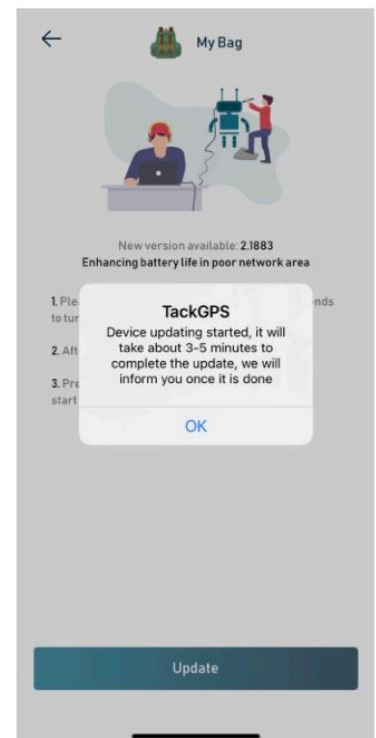 My Bag
New version available: 2.1883
Enhancing battery life in poor network area
1. Ple
nds
to tur
2. Aft
3. Pre
start
TackGPS
Device updating started, it will
take about 3-5 minutes to
complete the update, we will
inform you once it is done
OK
Update